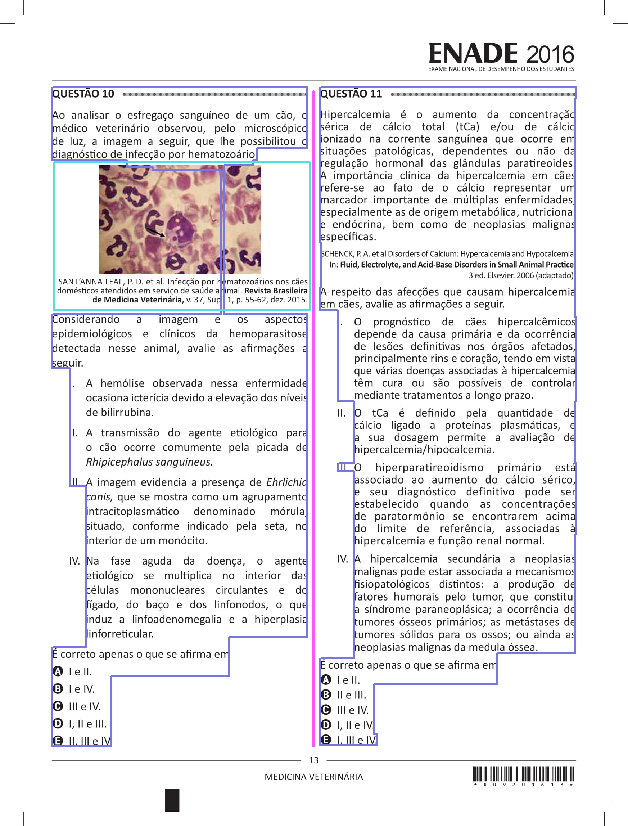 ENADE 2016
EXAME NACIONAL DE DESEMPENHO DOS ESTUDANTES
QUESTÃO 10
Ao analisar o esfregaço sanguíneo de um cão, o
médico veterinário observou, pelo microscópico
de luz, a imagem a seguir, que lhe possibilitou o
diagnóstico de infecção por hematozoário.
SANT'ANNA LEAL, P. D. et al. Infecção por hematozoários nos cães
domésticos atendidos em serviço de saúde animal. Revista Brasileira
de Medicina Veterinária, v. 37, Supl. 1, p. 55-62, dez. 2015.
Considerando a imagem e os aspectos
epidemiológicos e clínicos da hemoparasitose
detectada nesse animal, avalie as afirmações a
seguir.
I. A hemólise observada nessa enfermidade
ocasiona icterícia devido a elevação dos níveis
de bilirrubina.
II. A transmissão do agente etiológico para
o cão ocorre comumente pela picada de
Rhipicephalus sanguineus.
III. A imagem evidencia a presença de Ehrlichia
canis, que se mostra como um agrupamento
intracitoplasmático denominado mórula,
situado, conforme indicado pela seta, no
interior de um monócito.
IV. Na fase aguda da doença, o agente
etiológico se multiplica no interior das
células mononucleares circulantes e do
fígado, do baço e dos linfonodos, o que
induz a linfoadenomegalia e a hiperplasia
linforreticular.
É correto apenas o que se afirma em
A I e II.
B I e IV.
C III e IV.
D I, II e III.
E II, III e IV
QUESTÃO 11
Hipercalcemia é o aumento da concentração
sérica de cálcio total (tCa) e/ou de cálcio
ionizado na corrente sanguínea que ocorre em
situações patológicas, dependentes ou não da
regulação hormonal das glândulas paratireoides.
A importância clínica da hipercalcemia em cães
refere-se ao fato de o cálcio representar um
marcador importante de múltiplas enfermidades,
especialmente as de origem metabólica, nutricional
e endócrina, bem como de neoplasias malignas
específicas.
SCHENCK, P. A. et al Disorders of Calcium: Hypercalcemia and Hypocalcemia
In: Fluid, Electrolyte, and Acid-Base Disorders in Small Animal Practice
3 ed. Elsevier, 2006 (adaptado)
A respeito das afecções que causam hipercalcemia
em cães, avalie as afirmações a seguir.
I. O prognóstico de cães hipercalcêmicos
depende da causa primária e da ocorrência
de lesões definitivas nos órgãos afetados,
principalmente rins e coração, tendo em vista
que várias doenças associadas à hipercalcemia
têm cura ou são possíveis de controlar
mediante tratamentos a longo prazo.
II. O tCa é definido pela quantidade de
cálcio ligado a proteínas plasmáticas, e
a sua dosagem permite a avaliação de
hipercalcemia/hipocalcemia.
III. O hiperparatireoidismo primário está
associado ao aumento do cálcio sérico,
e seu diagnóstico definitivo pode ser
estabelecido quando as concentrações
de paratormônio se encontrarem acima
do limite de referência, associadas à
hipercalcemia e função renal normal.
IV. A hipercalcemia secundária a neoplasias
malignas pode estar associada a mecanismos
fisiopatológicos distintos: a produção de
fatores humorais pelo tumor, que constitui
a síndrome paraneoplásica; a ocorrência de
tumores ósseos primários; as metástases de
tumores sólidos para os ossos; ou ainda as
neoplasias malignas da medula óssea.
É correto apenas o que se afirma em
A I e II.
B II e III.
C III e IV.
D I, II e IV.
E I, III e IV.
13
MEDICINA VETERINÁRIA